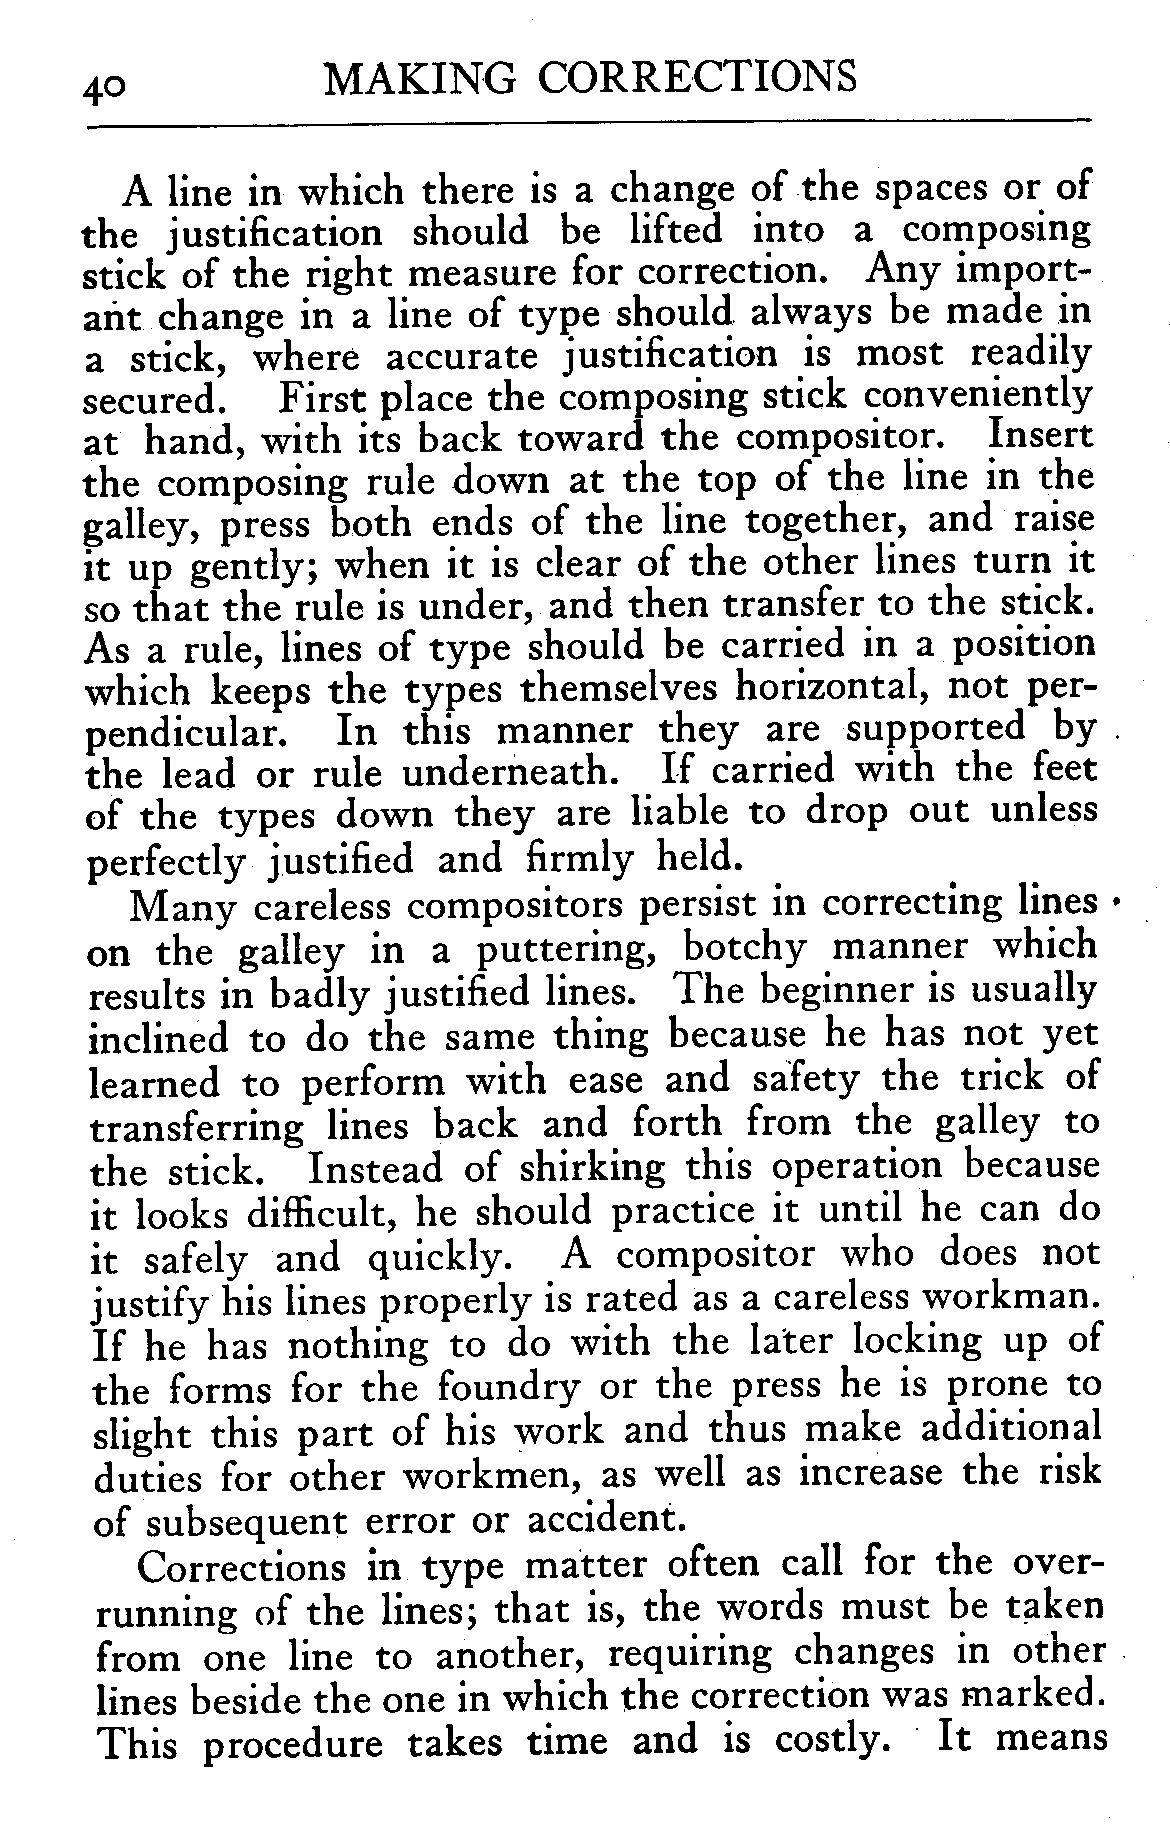 40 MAKING CORRECTIONS
A line in which there is a change of the spaces or of
the justification should be lifted into a composing
stick of the right measure for correction. Any import-
ant change in a line of type should always be made in
a stick, where accurate justification is most readily
secured. First place the composing stick conveniently
at hand, with its back toward the compositor. Insert
the composing rule down at the top of the line in the
galley, press both ends of the line together, and raise
it up gently; when it is clear of the other lines turn it
so that the rule is under, and then transfer to the stick.
As a rule, lines of type should be carried in a position
which keeps the types themselves horizontal, not per-
pendicular. In this manner they are supported by
the lead or rule underneath. If carried with the feet
of the types down they are liable to drop out unless
perfectly justified and firmly held.
Many careless compositors persist in correcting lines
on the galley in a puttering, botchy manner which
results in badly justified lines. The beginner is usually
inclined to do the same thing because he has not yet
learned to perform with ease and safety the trick of
transferring lines back and forth from the galley to
the stick. Instead of shirking this operation because
it looks difficult, he should practice it until he can do
it safely and quickly. A compositor who does not
justify his lines properly is rated as a careless workman.
If he has nothing to do with the later locking up of
the forms for the foundry or the press he is prone to
slight this part of his work and thus make additional
duties for other workmen, as well as increase the risk
of subsequent error or accident.
Corrections in type matter often call for the over-
running of the lines; that is, the words must be taken
from one line to another, requiring changes in other
lines beside the one in which the correction was marked.
This procedure takes time and is costly. It means